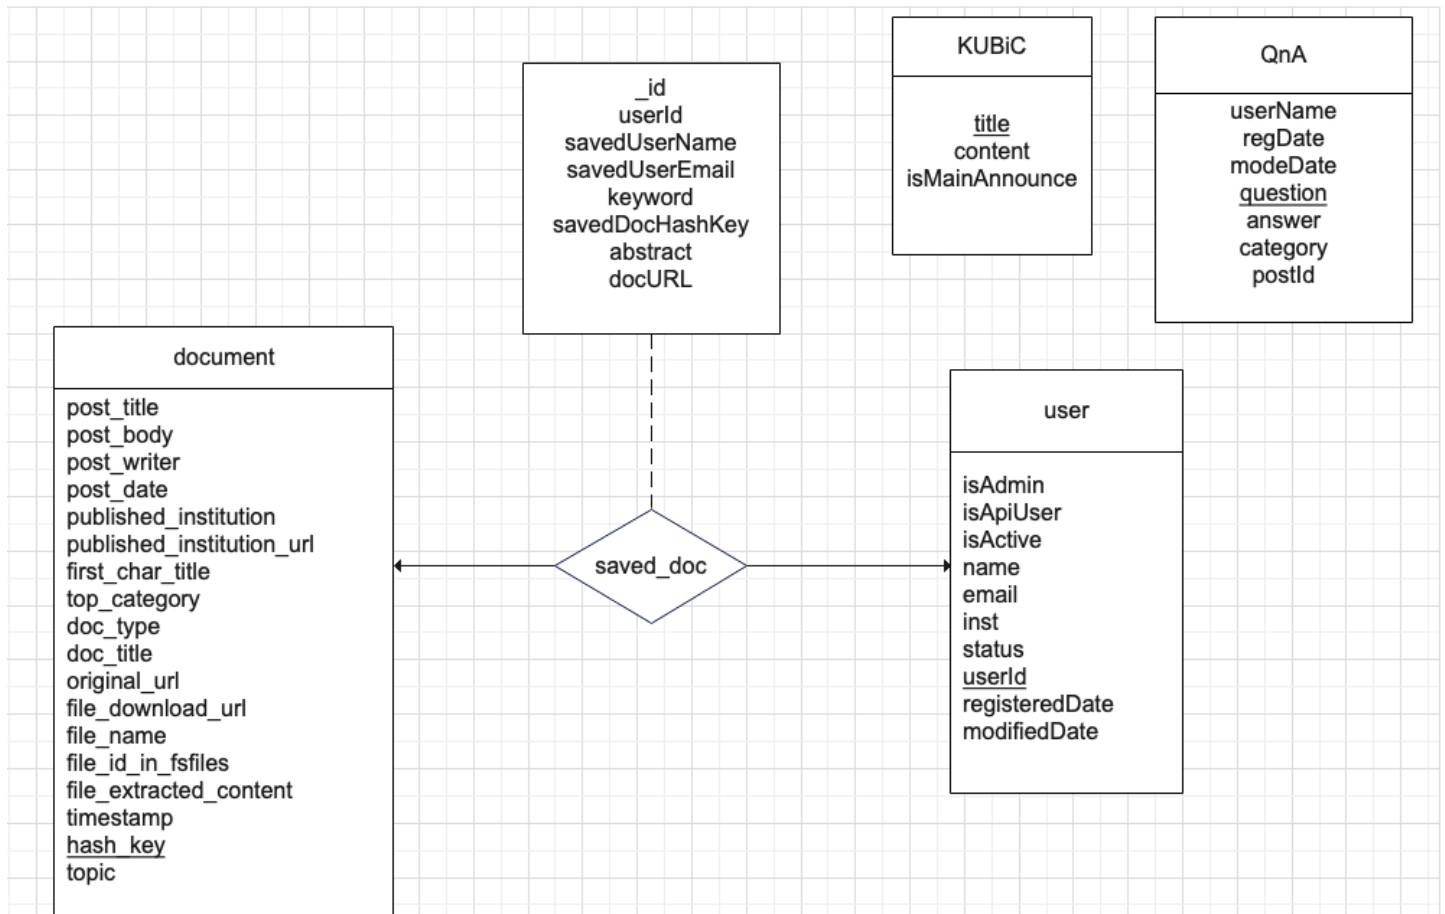 _id
userId
savedUserName
savedUserEmail
keyword
savedDocHashKey
abstract
docURL
KUBiC
title
content
isMainAnnounce
QnA
userName
regDate
modeDate
question
answer
category
postId
document
post_title
post_body
post_writer
post_date
published_institution
published_institution_url
first_char_title
top_category
doc_type
doc_title
original_url
file_download_url
file_name
file_id_in_fsfiles
file_extracted_content
timestamp
hash_key
topic
saved_doc
user
isAdmin
isApiUser
isActive
name
email
inst
status
userId
registeredDate
modifiedDate